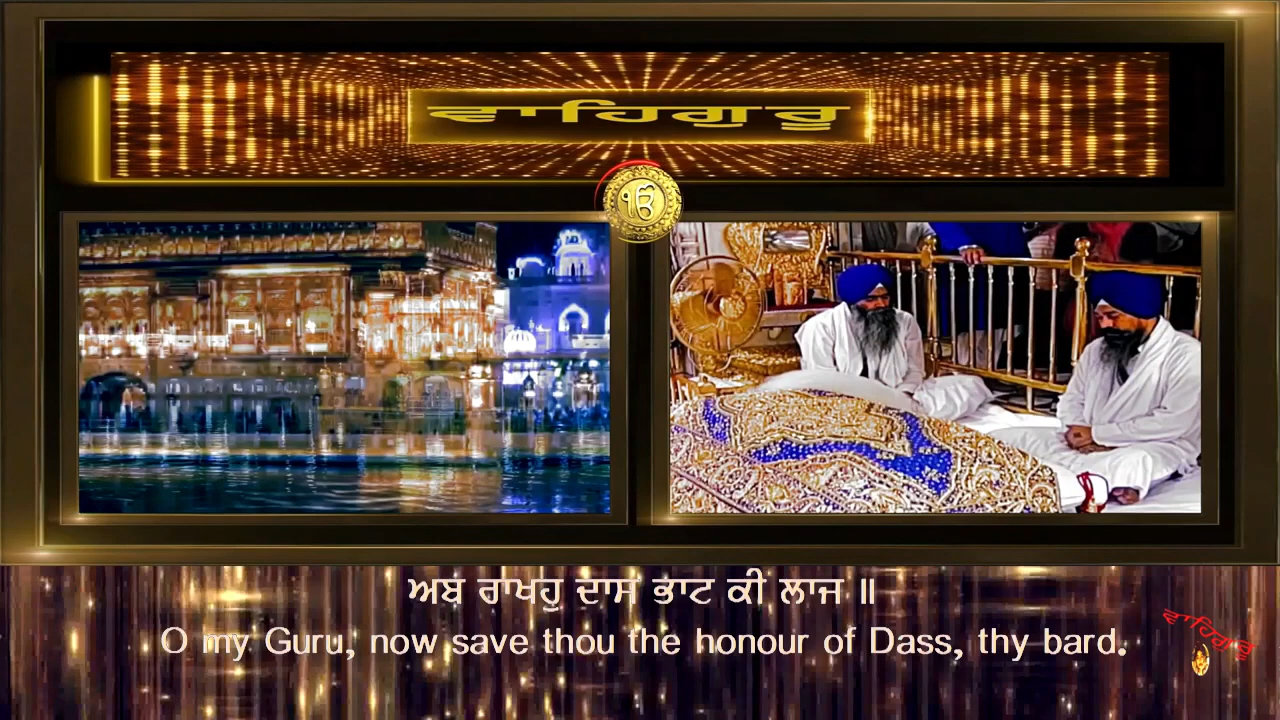 ਵਾਹਿਗੁਰੂ
ੴ
ਅਬ ਰਾਖਹੁ ਦਾਸ ਭਾਟ ਕੀ ਲਾਜ ॥
O my Guru, now save thou the honour of Dass, thy bard.
ਵਾਹਿਗੁਰੂ